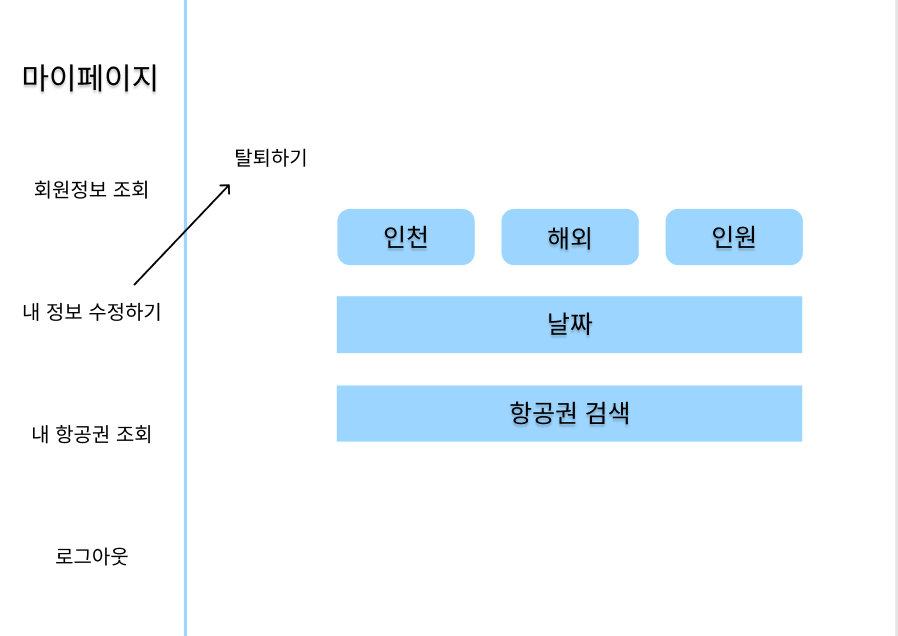 마이페이지
회원정보 조회
내 정보 수정하기
내 항공권 조회
로그아웃
탈퇴하기
인천
해외
인원
날짜
항공권 검색